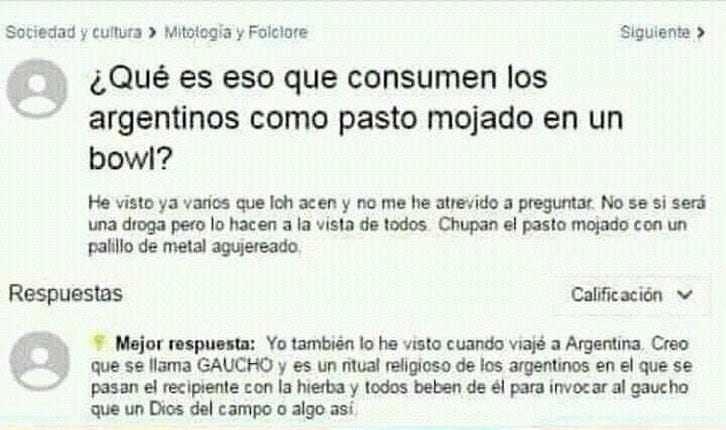 Sociedad y cultura > Mitología y Folclore
Siguiente >
¿Qué es eso que consumen los
argentinos como pasto mojado en un
bowl?
He visto ya varios que loh acen y no me he atrevido a preguntar. No se si será
una droga pero lo hacen a la vista de todos. Chupan el pasto mojado con un
palillo de metal agujereado.
Respuestas
Calificación
Mejor respuesta: Yo también lo he visto cuando viajé a Argentina. Creo
que se llama GAUCHO y es un ritual religioso de los argentinos en el que se
pasan el recipiente con la hierba y todos beben de él para invocar al gaucho
que un Dios del campo o algo así.